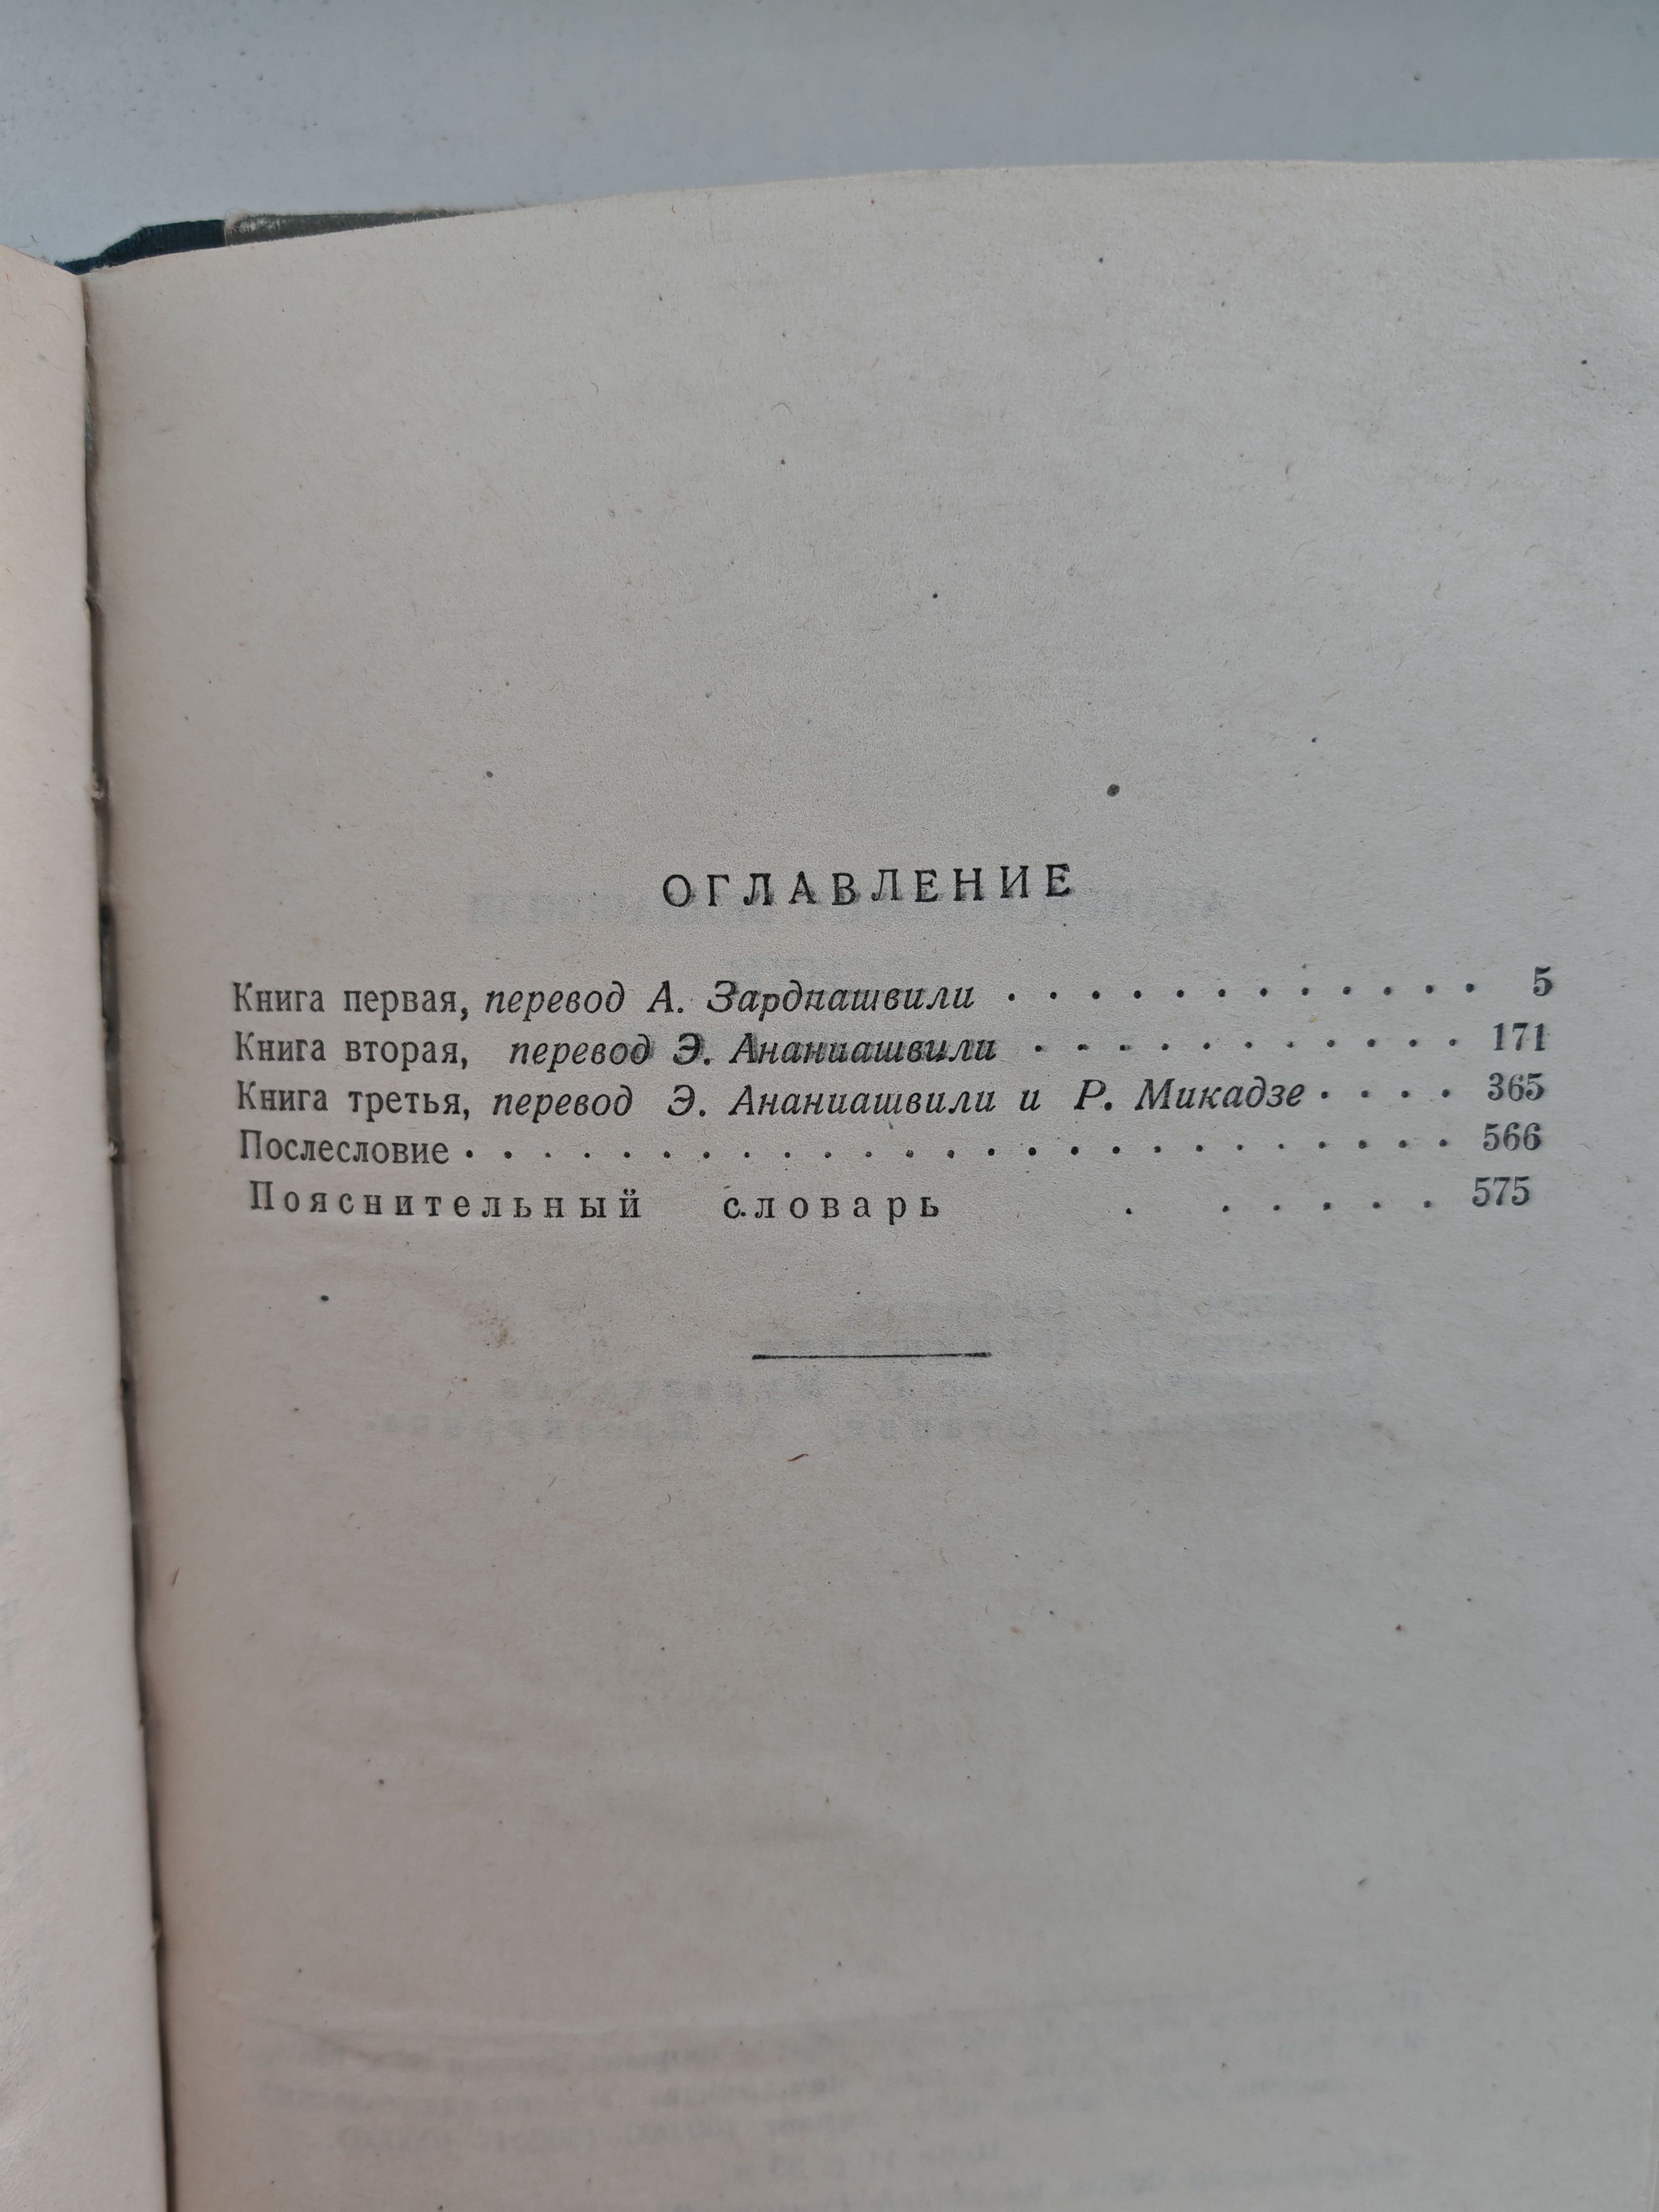 ОГЛАВЛЕНИЕ
Книга первая, перевод А. Зардиашвили . . . . . . . . . . . . 5
Книга вторая, перевод Э. Ананиашвили . . . . . . . . . . . 171
Книга третья, перевод Э. Ананиашвили и Р. Микадзе . . . . 365
Послесловие . . . . . . . . . . . . . . . . . . . . . . . . 566
Пояснительный словарь . . . . . . . 575